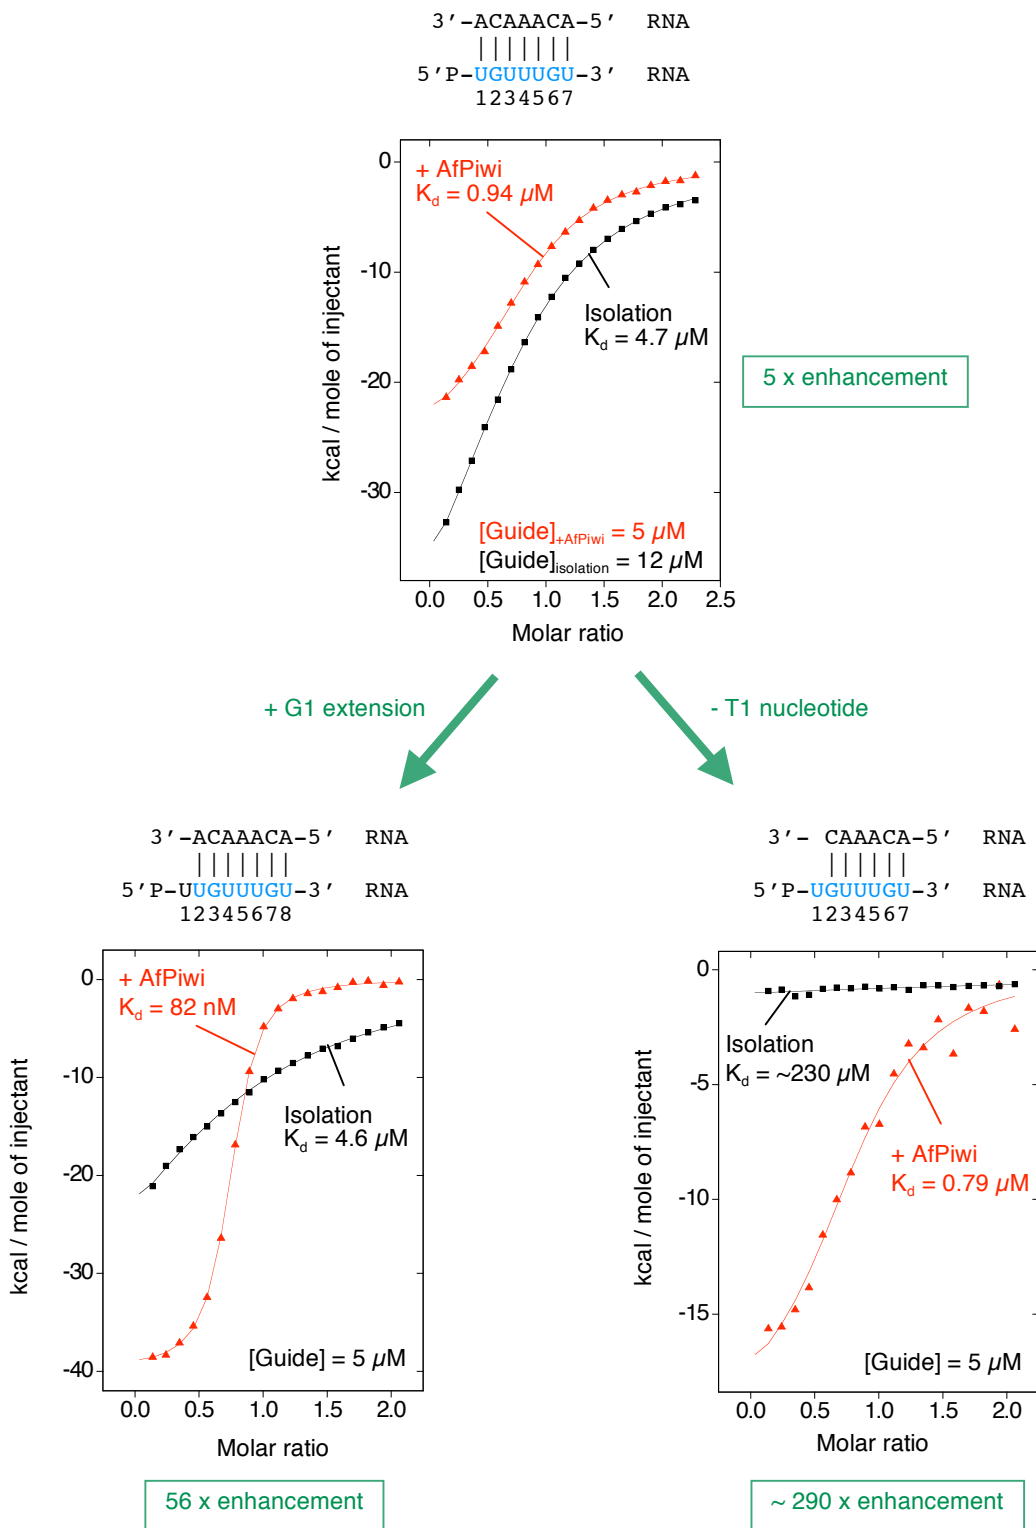 3′-ACAAACA-5′ RNA
| | | | | | |
5′P-UGUUUGU-3′ RNA
1234567
+ AfPiwi
Kd = 0.94 µM
Isolation
Kd = 4.7 µM
[Guide]+AfPiwi = 5 µM
[Guide]isolation = 12 µM
0
-10
-20
-30
kcal / mole of injectant
0.0 0.5 1.0 1.5 2.0 2.5
Molar ratio
5 x enhancement
+ G1 extension
- T1 nucleotide
3′-ACAAACA-5′ RNA
| | | | | | |
5′P-UUGUUUGU-3′ RNA
12345678
+ AfPiwi
Kd = 82 nM
Isolation
Kd = 4.6 µM
[Guide] = 5 µM
0
-10
-20
-30
-40
kcal / mole of injectant
0.0 0.5 1.0 1.5 2.0
Molar ratio
56 x enhancement
3′- CAAACA-5′ RNA
| | | | | |
5′P-UGUUUGU-3′ RNA
1234567
Isolation
Kd = ~230 µM
+ AfPiwi
Kd = 0.79 µM
[Guide] = 5 µM
0
-5
-10
-15
kcal / mole of injectant
0.0 0.5 1.0 1.5 2.0
Molar ratio
~ 290 x enhancement